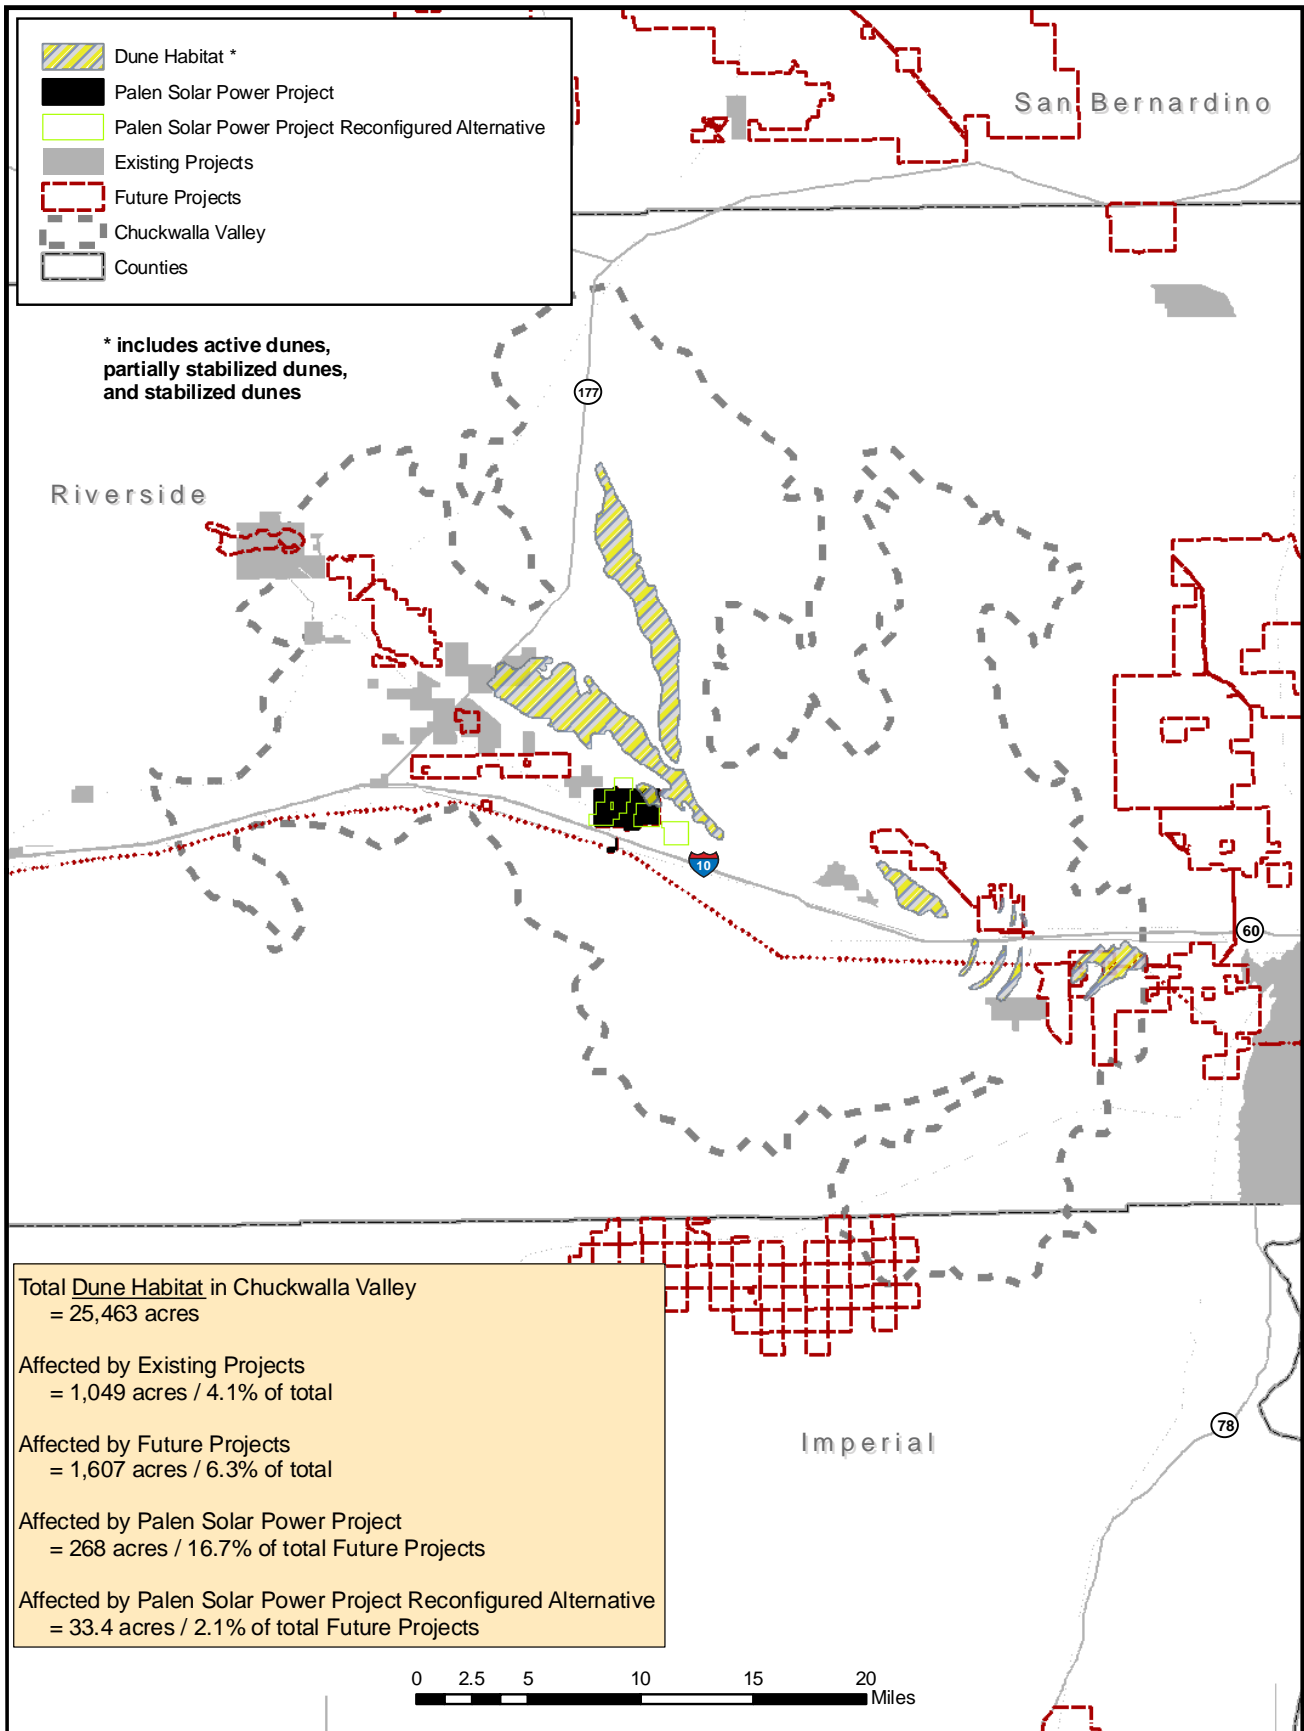 Dune Habitat *
Palen Solar Power Project
Palen Solar Power Project Reconfigured Alternative
Existing Projects
Future Projects
Chuckwalla Valley
Counties
San Bernardino
* includes active dunes,
partially stabilized dunes,
and stabilized dunes
177
Riverside
10
60
Total Dune Habitat in Chuckwalla Valley
= 25,463 acres
Affected by Existing Projects
= 1,049 acres / 4.1% of total
Affected by Future Projects
= 1,607 acres / 6.3% of total
Affected by Palen Solar Power Project
= 268 acres / 16.7% of total Future Projects
Affected by Palen Solar Power Project Reconfigured Alternative
= 33.4 acres / 2.1% of total Future Projects
Imperial
78
0 2.5 5 10 15 20
Miles